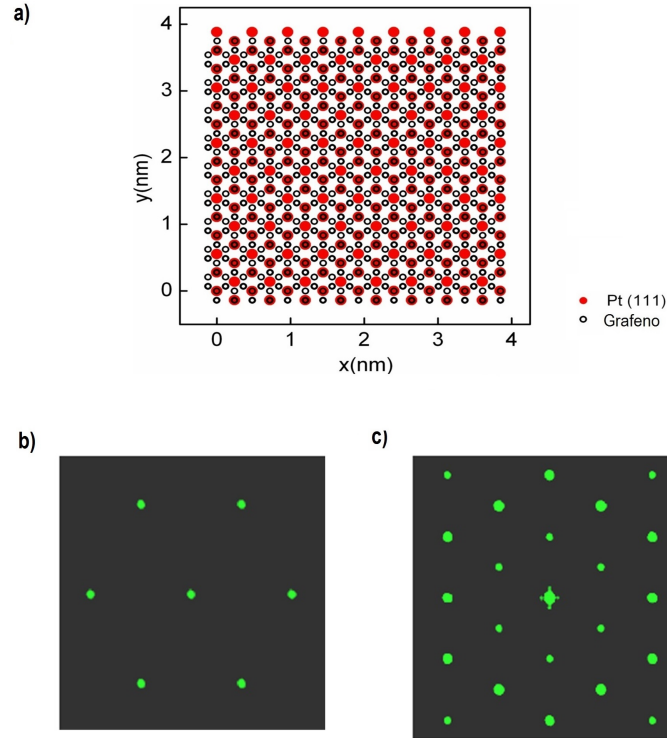 a)
4
3
2
1
0
y(nm)
0 1 2 3 4
x(nm)
Pt (111)
Grafeno
b) c)